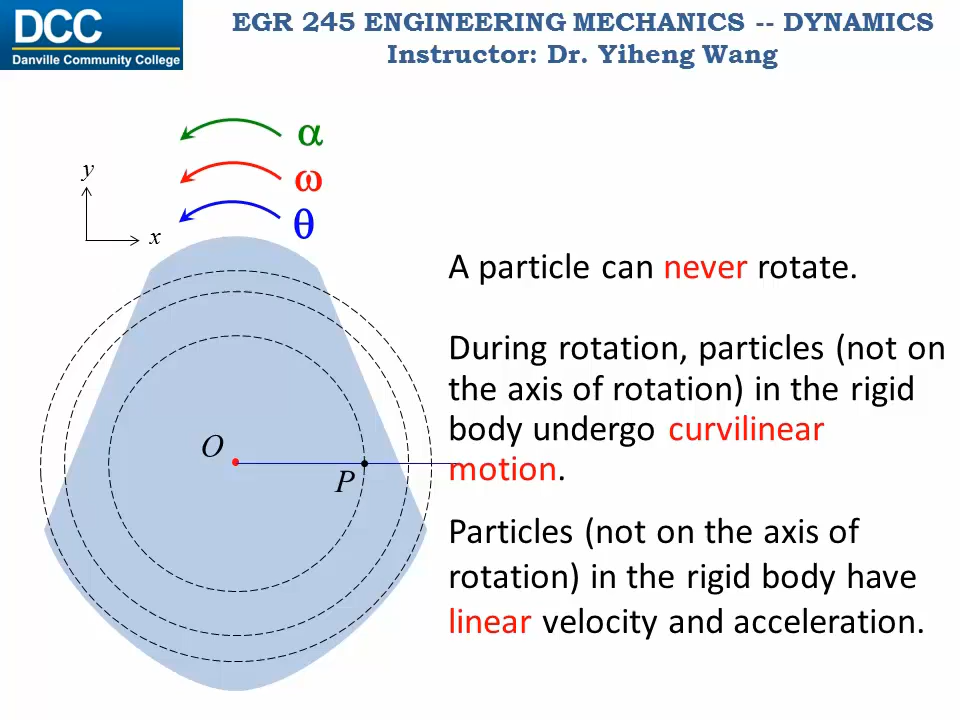 DCC
Danville Community College
EGR 245 ENGINEERING MECHANICS -- DYNAMICS
Instructor: Dr. Yiheng Wang
α
ω
θ
y
x
A particle can never rotate.
During rotation, particles (not on
the axis of rotation) in the rigid
body undergo curvilinear
motion.
O
P
Particles (not on the axis of
rotation) in the rigid body have
linear velocity and acceleration.